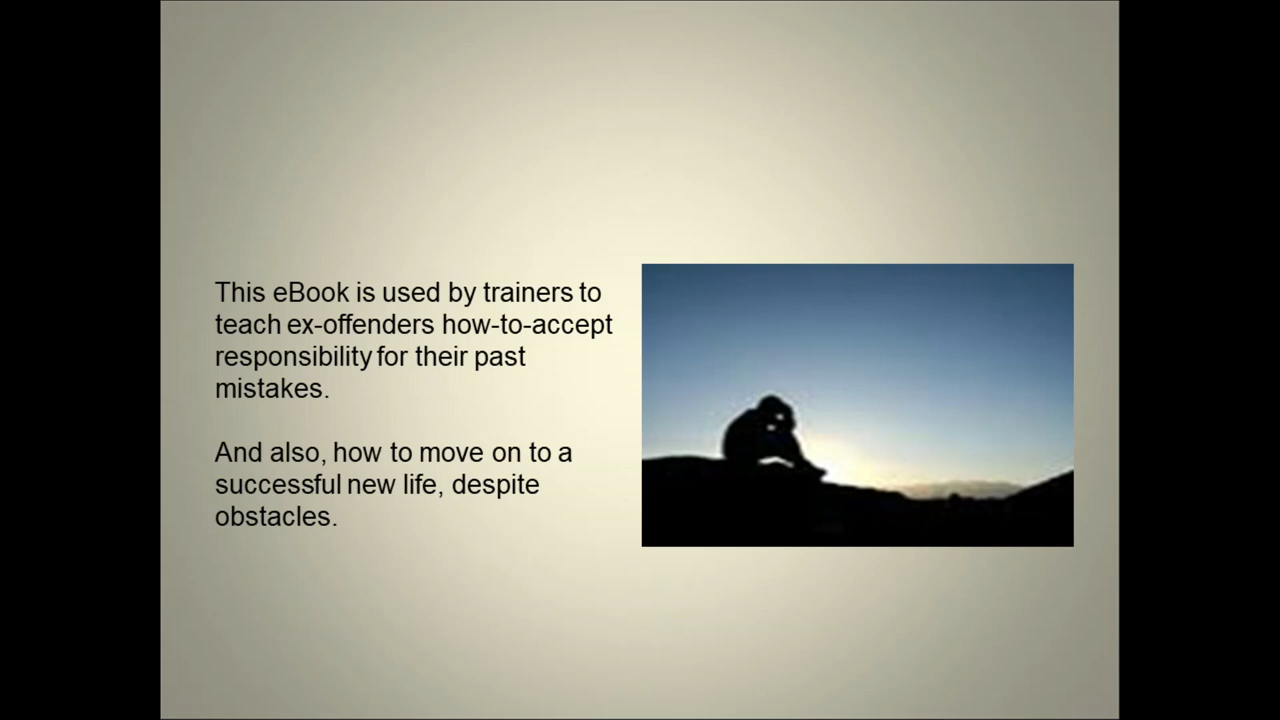 This eBook is used by trainers to
teach ex-offenders how-to-accept
responsibility for their past
mistakes.
And also, how to move on to a
successful new life, despite
obstacles.